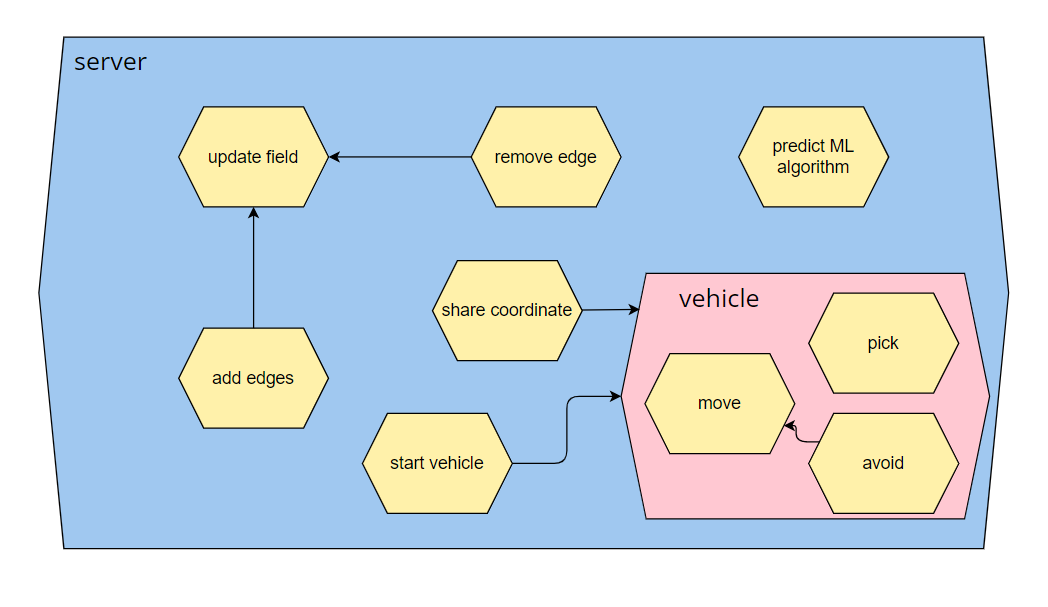 server
update field
remove edge
predict ML
algorithm
share coordinate
vehicle
pick
add edges
move
start vehicle
avoid